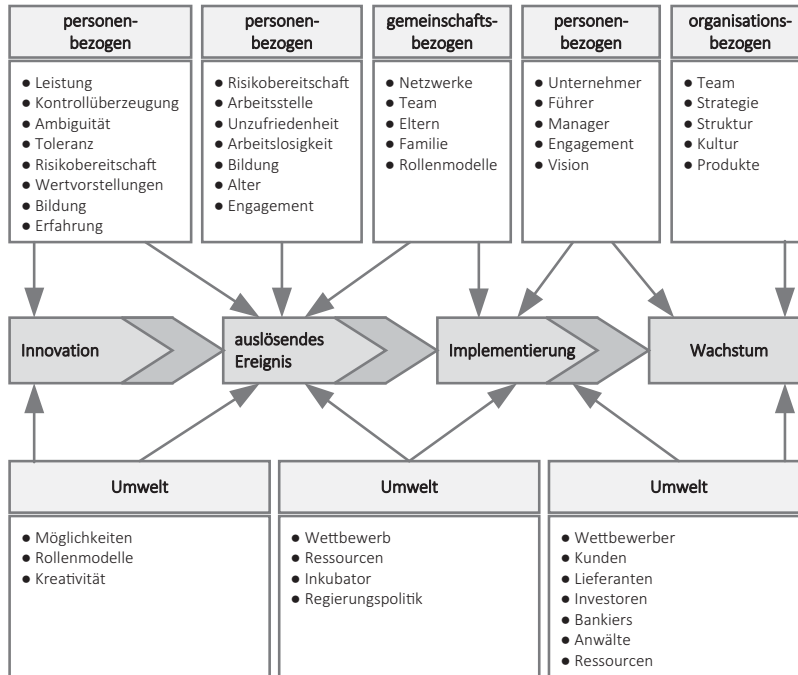 personen-
bezogen
● Leistung
● Kontrollüberzeugung
● Ambiguität
● Toleranz
● Risikobereitschaft
● Wertvorstellungen
● Bildung
● Erfahrung
personen-
bezogen
● Risikobereitschaft
● Arbeitsstelle
● Unzufriedenheit
● Arbeitslosigkeit
● Bildung
● Alter
● Engagement
gemeinschafts-
bezogen
● Netzwerke
● Team
● Eltern
● Familie
● Rollenmodelle
personen-
bezogen
● Unternehmer
● Führer
● Manager
● Engagement
● Vision
organisations-
bezogen
● Team
● Strategie
● Struktur
● Kultur
● Produkte
Innovation
auslösendes
Ereignis
Implementierung
Wachstum
Umwelt
● Möglichkeiten
● Rollenmodelle
● Kreativität
Umwelt
● Wettbewerb
● Ressourcen
● Inkubator
● Regierungspolitik
Umwelt
● Wettbewerber
● Kunden
● Lieferanten
● Investoren
● Bankiers
● Anwälte
● Ressourcen